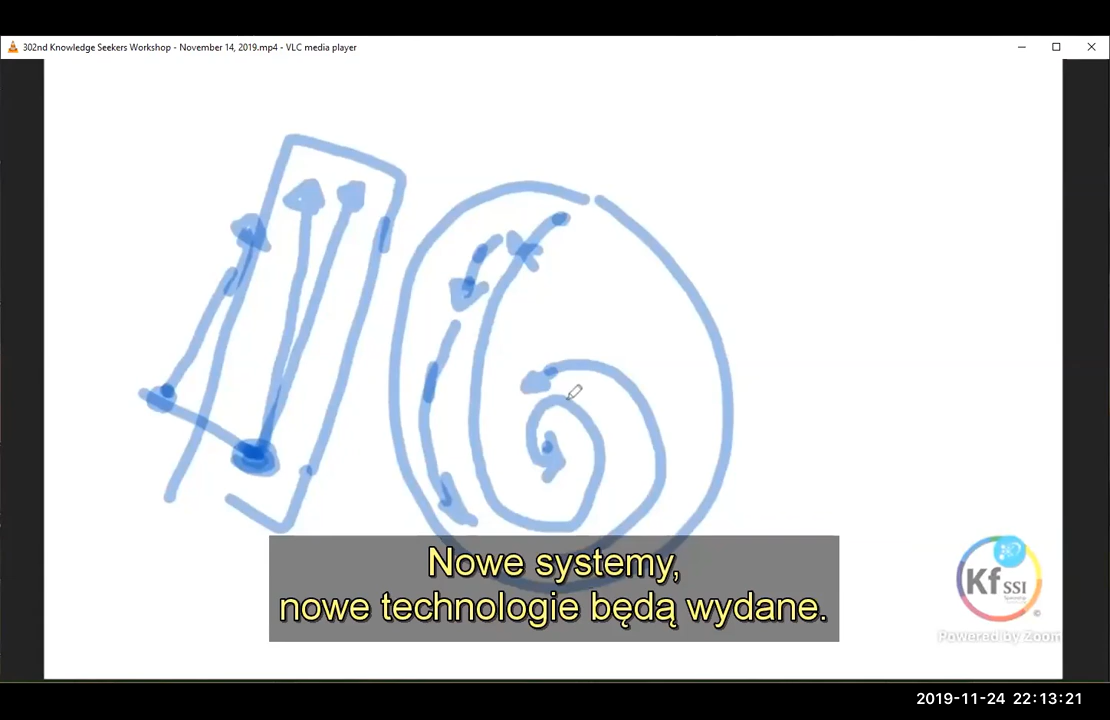 302nd Knowledge Seekers Workshop - November 14, 2019.mp4 - VLC media player
Nowe systemy,
nowe technologie będą wydane.
Kf SSI
Powered by Zoom
2019-11-24 22:13:21